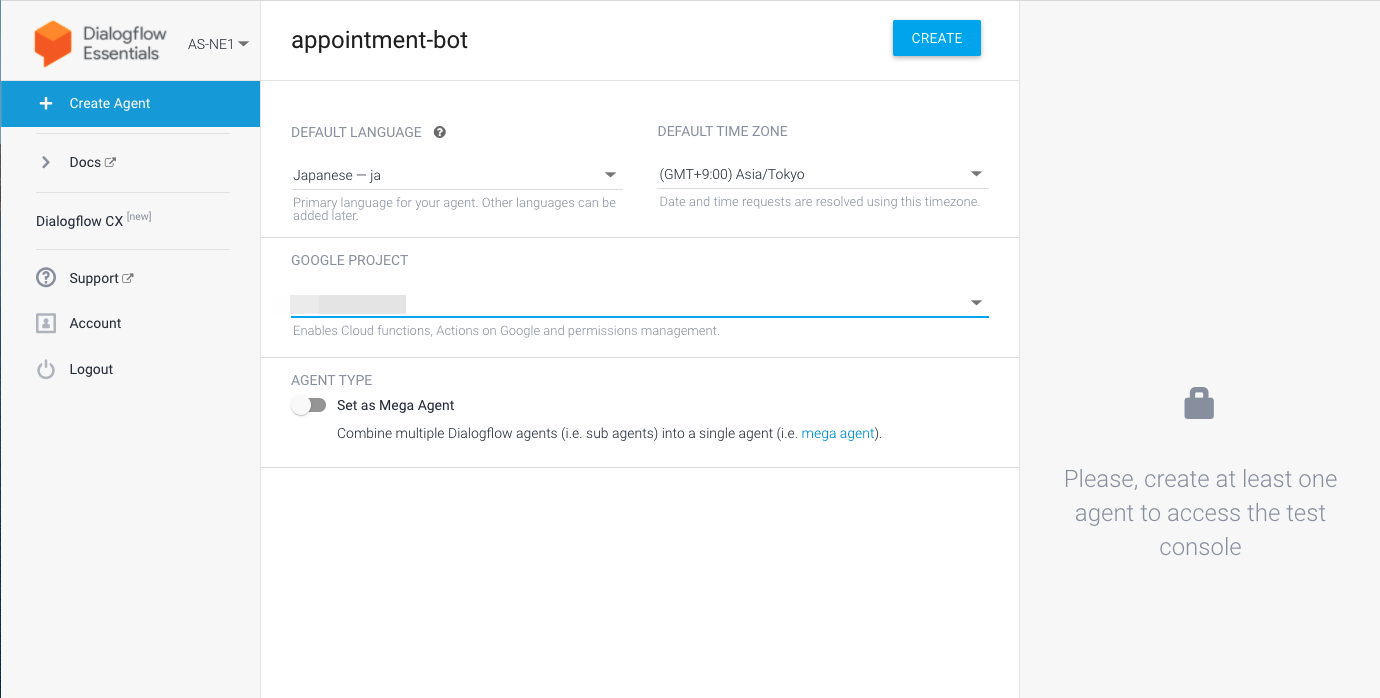 Dialogflow
Essentials
AS-NE1
Create Agent
Docs
Dialogflow CX [new]
Support
Account
Logout
appointment-bot
CREATE
DEFAULT LANGUAGE
DEFAULT TIME ZONE
Japanese — ja
(GMT+9:00) Asia/Tokyo
Primary language for your agent. Other languages can be
added later.
Date and time requests are resolved using this timezone.
GOOGLE PROJECT
Enables Cloud functions, Actions on Google and permissions management.
AGENT TYPE
Set as Mega Agent
Combine multiple Dialogflow agents (i.e. sub agents) into a single agent (i.e. mega agent).
Please, create at least one
agent to access the test
console